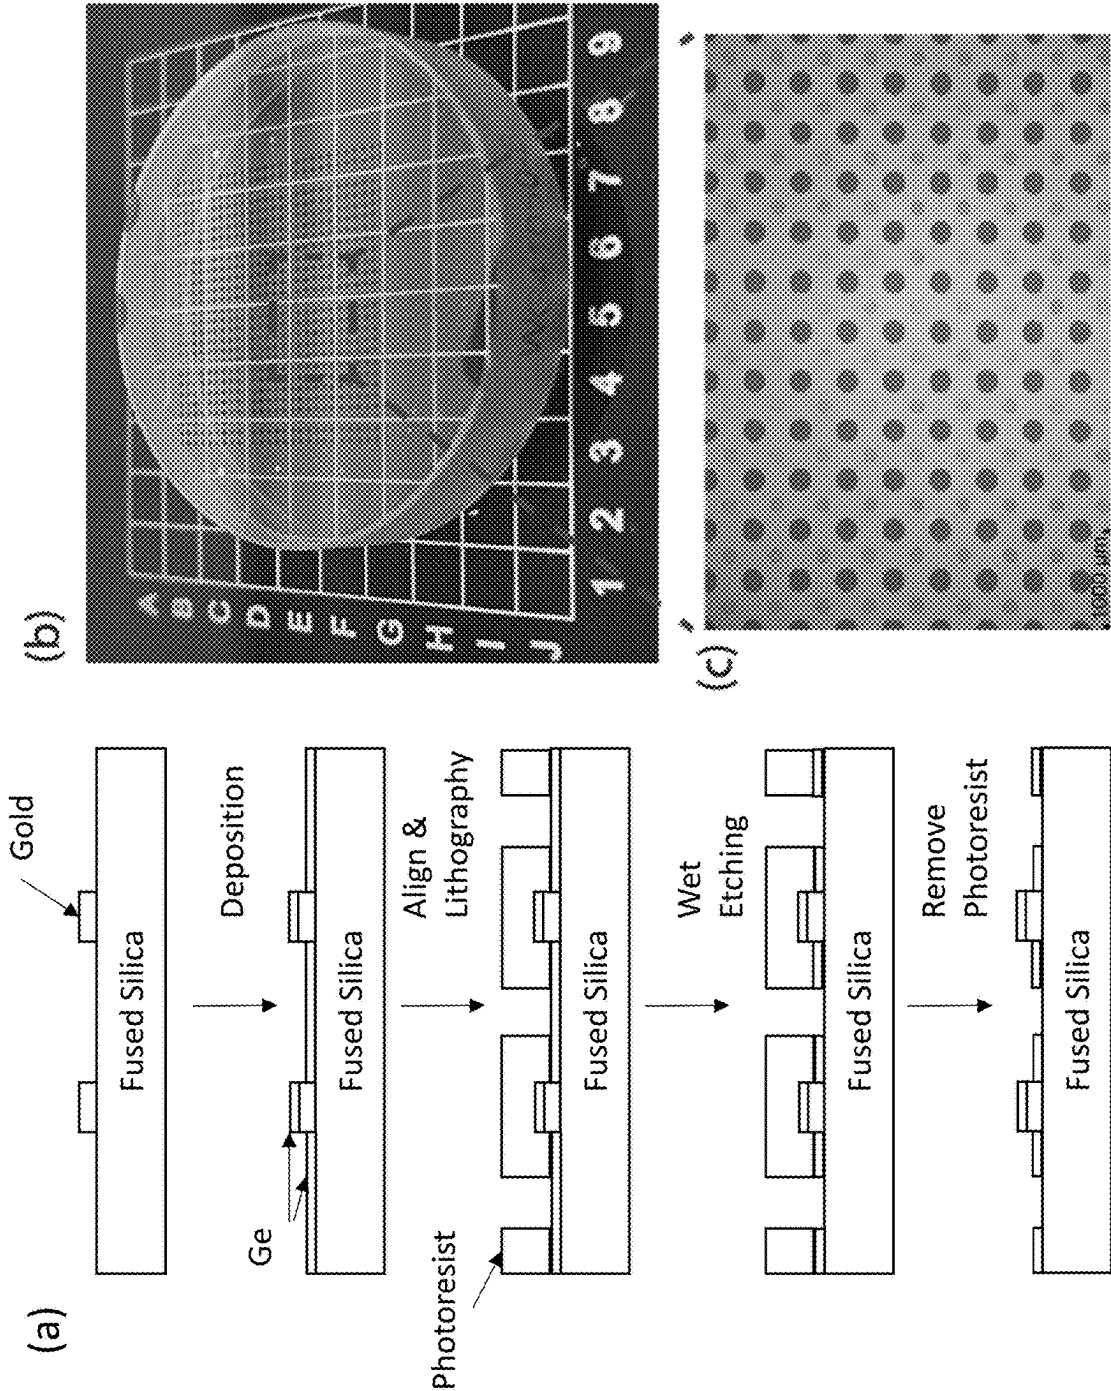 (a)
Gold
Fused Silica
Deposition
Ge
Fused Silica
Align &
Lithography
Photoresist
Fused Silica
Wet
Etching
Fused Silica
Remove
Photoresist
Fused Silica
(b)
A
B
C
D
E
F
G
H
I
J
1 2 3 4 5 6 7 8 9
(c)